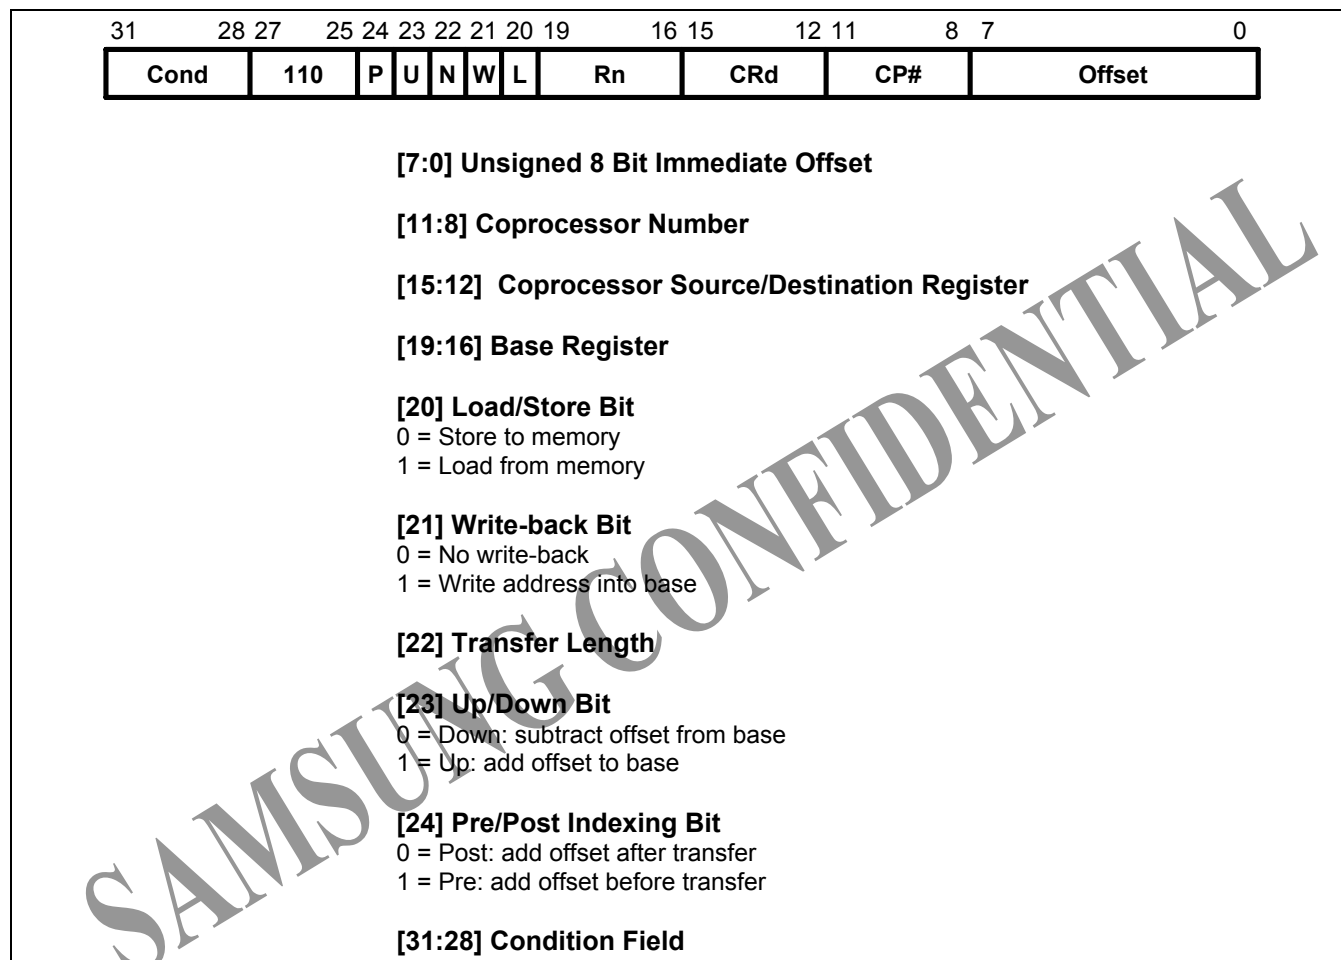 31 28 27 25 24 23 22 21 20 19 16 15 12 11 8 7 0
Cond 110 P U N W L Rn CRd CP# Offset
[7:0] Unsigned 8 Bit Immediate Offset
[11:8] Coprocessor Number
[15:12] Coprocessor Source/Destination Register
[19:16] Base Register
[20] Load/Store Bit
0 = Store to memory
1 = Load from memory
[21] Write-back Bit
0 = No write-back
1 = Write address into base
[22] Transfer Length
[23] Up/Down Bit
0 = Down: subtract offset from base
1 = Up: add offset to base
[24] Pre/Post Indexing Bit
0 = Post: add offset after transfer
1 = Pre: add offset before transfer
[31:28] Condition Field
SAMSUNG CONFIDENTIAL